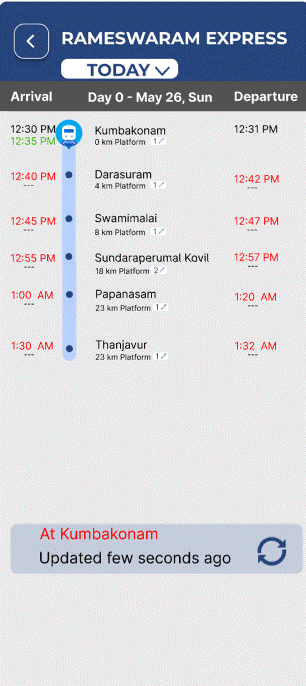 RAMESWARAM EXPRESS
TODAY
Arrival Day 0 - May 26, Sun Departure
12:30 PM Kumbakonam 12:31 PM
12:35 PM 0 km Platform 1
12:40 PM Darasuram 12:42 PM
--- 4 km Platform 1 ---
12:45 PM Swamimalai 12:47 PM
--- 8 km Platform 1 ---
12:55 PM Sundaraperumal Kovil 12:57 PM
--- 18 km Platform 2 ---
1:00 AM Papanasam 1:20 AM
--- 23 km Platform 1 ---
1:30 AM Thanjavur 1:32 AM
--- 23 km Platform 1 ---
At Kumbakonam
Updated few seconds ago